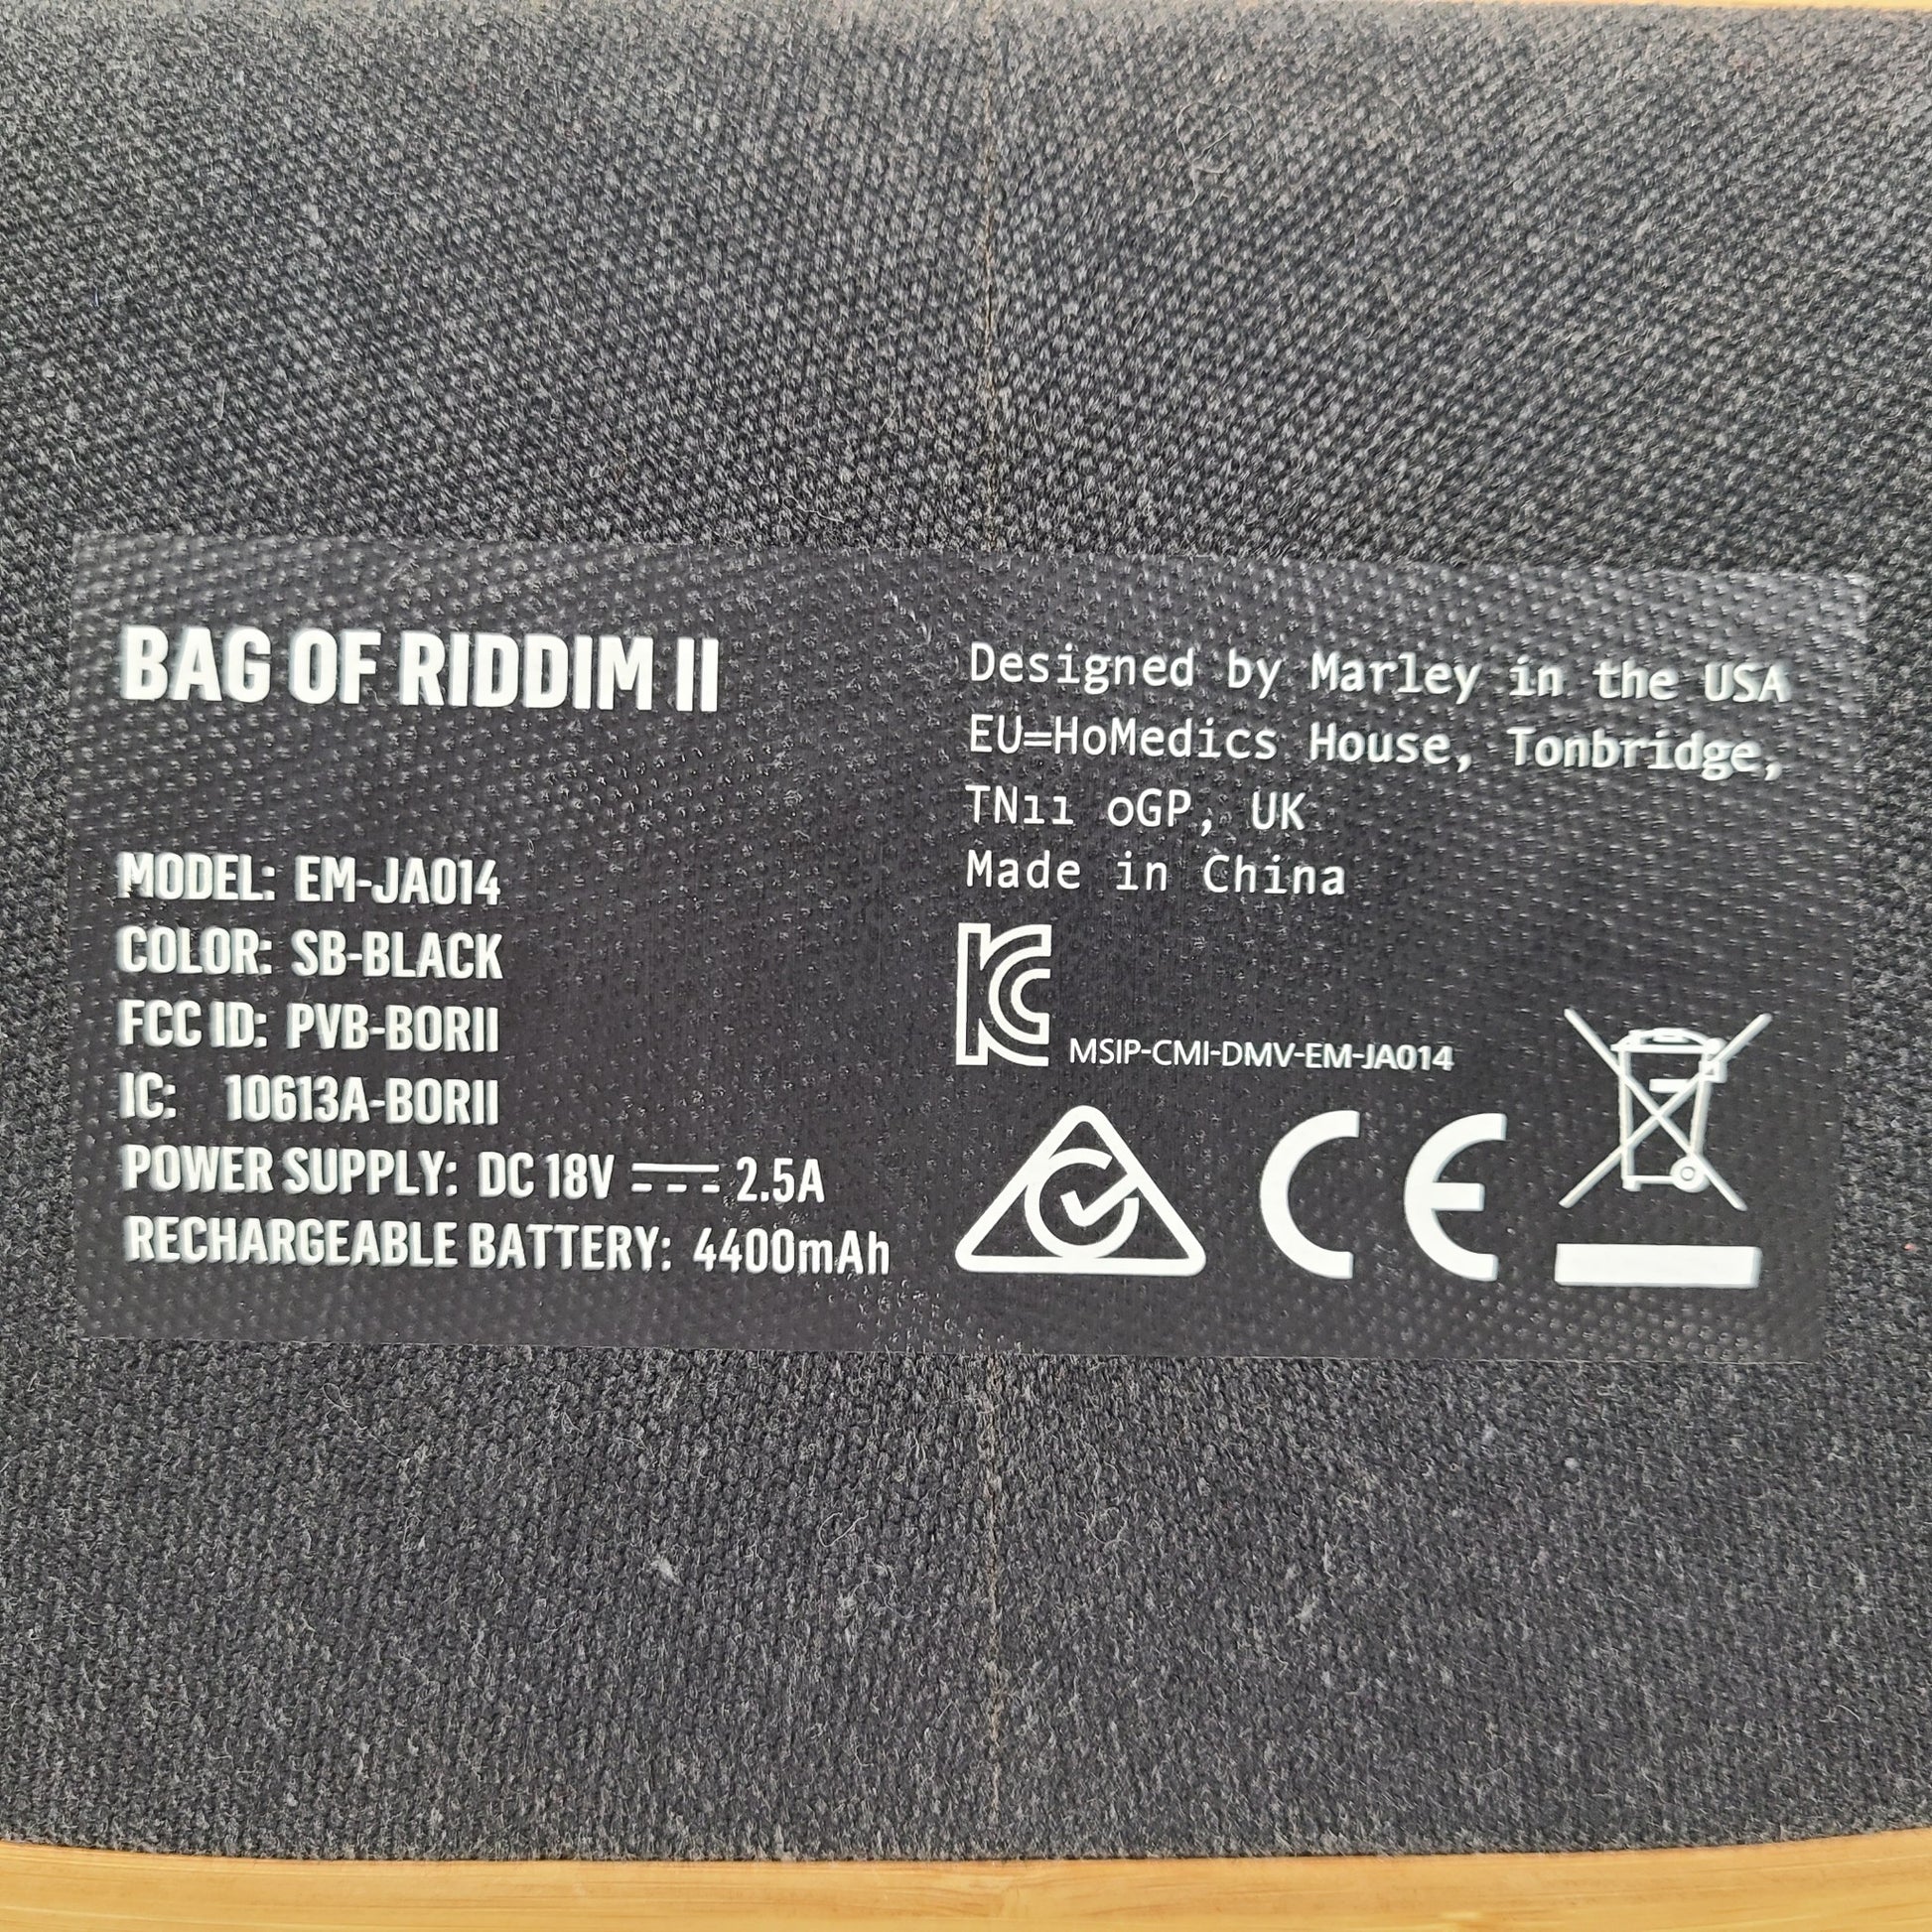 BAG OF RIDDIM II
MODEL: EM-JA014
COLOR: SB-BLACK
FCC ID: PVB-BORII
IC: 10613A-BORII
POWER SUPPLY: DC 18V ⎓ 2.5A
RECHARGEABLE BATTERY: 4400mAh
Designed by Marley in the USA
EU=HoMedics House, Tonbridge,
TN11 0GP, UK
Made in China
KC
MSIP-CMI-DMV-EM-JA014
CE